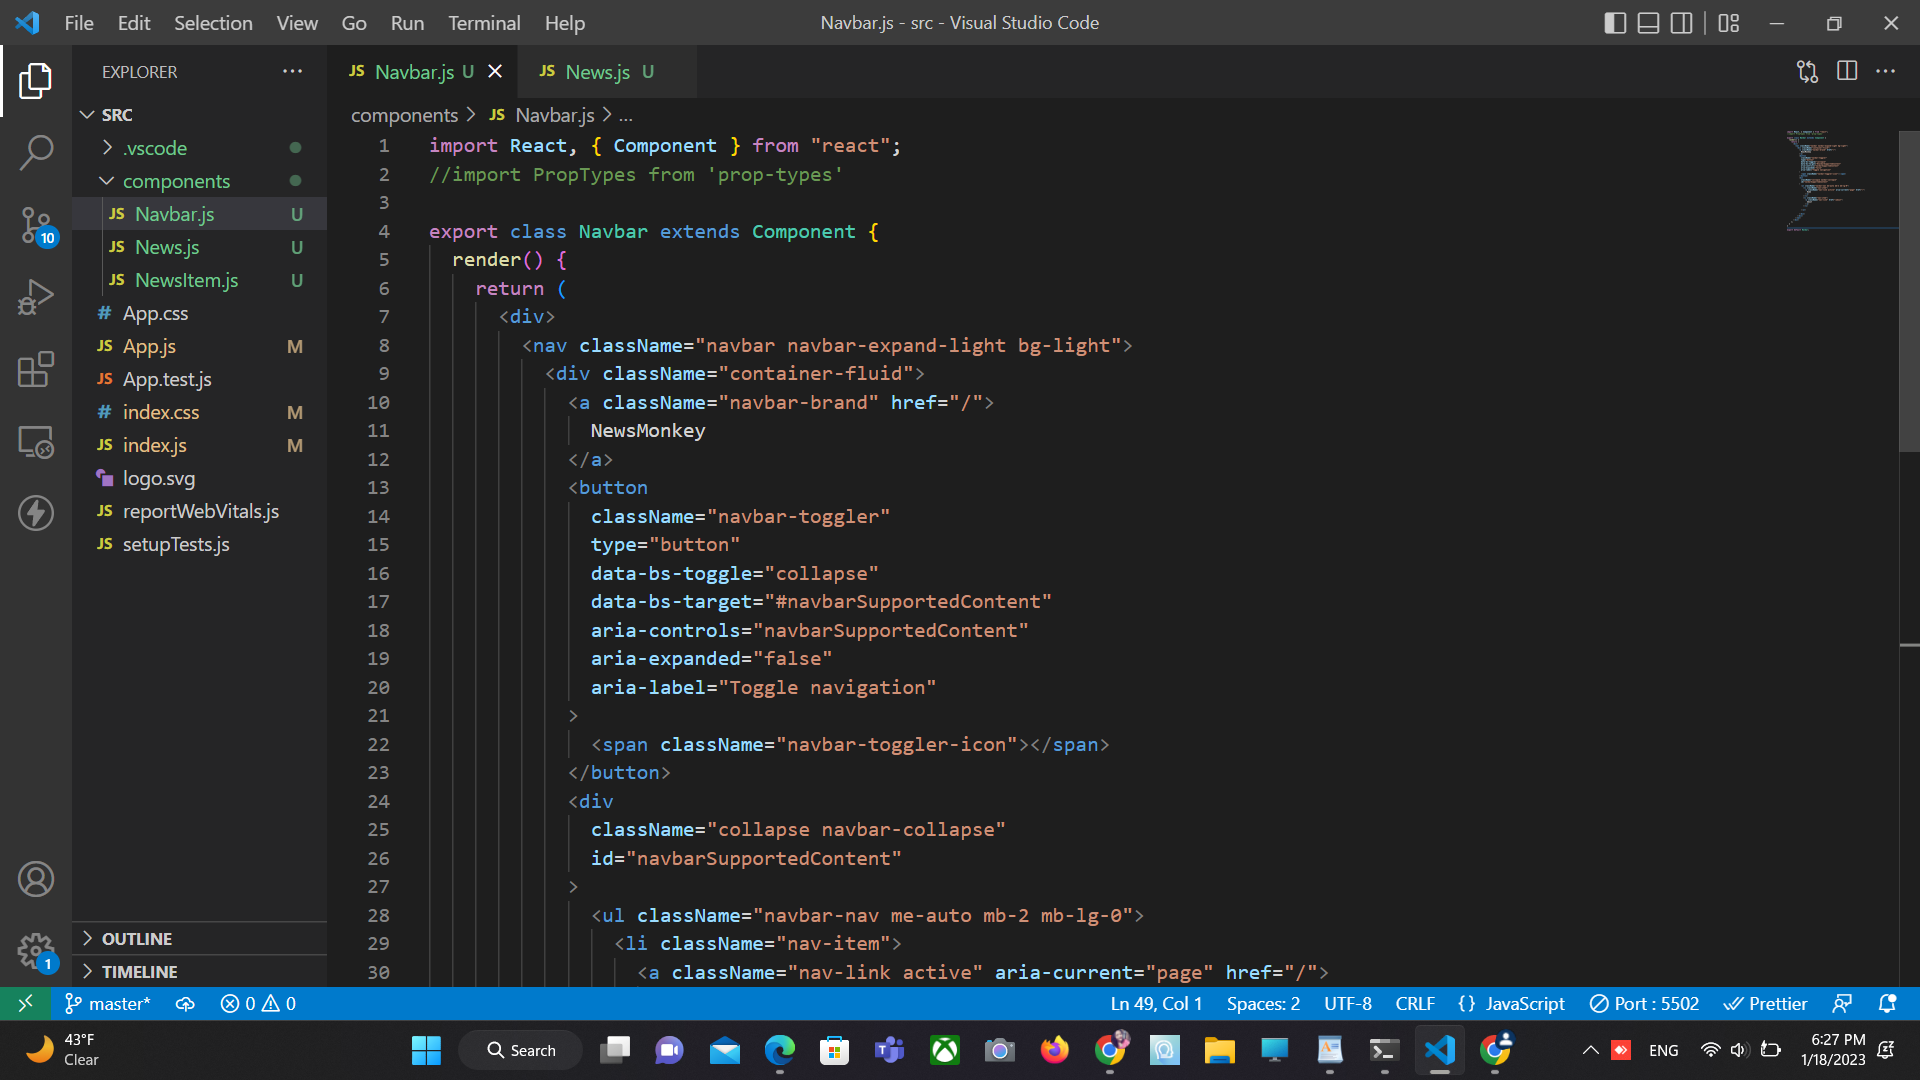 File Edit Selection View Go Run Terminal Help
Navbar.js - src - Visual Studio Code
EXPLORER
SRC
.vscode
components
JS Navbar.js U
JS News.js U
JS NewsItem.js U
# App.css
JS App.js M
JS App.test.js
# index.css M
JS index.js M
logo.svg
JS reportWebVitals.js
JS setupTests.js
OUTLINE
TIMELINE
10
1
JS Navbar.js U
JS News.js U
components > JS Navbar.js > ...
1 import React, { Component } from "react";
2 //import PropTypes from 'prop-types'
3
4 export class Navbar extends Component {
5 render() {
6 return (
7 <div>
8 <nav className="navbar navbar-expand-light bg-light">
9 <div className="container-fluid">
10 <a className="navbar-brand" href="/">
11 NewsMonkey
12 </a>
13 <button
14 className="navbar-toggler"
15 type="button"
16 data-bs-toggle="collapse"
17 data-bs-target="#navbarSupportedContent"
18 aria-controls="navbarSupportedContent"
19 aria-expanded="false"
20 aria-label="Toggle navigation"
21 >
22 <span className="navbar-toggler-icon"></span>
23 </button>
24 <div
25 className="collapse navbar-collapse"
26 id="navbarSupportedContent"
27 >
28 <ul className="navbar-nav me-auto mb-2 mb-lg-0">
29 <li className="nav-item">
30 <a className="nav-link active" aria-current="page" href="/">
master* 0 0 Ln 49, Col 1 Spaces: 2 UTF-8 CRLF {} JavaScript Port : 5502 Prettier
43°F
Clear
Search
ENG
6:27 PM
1/18/2023